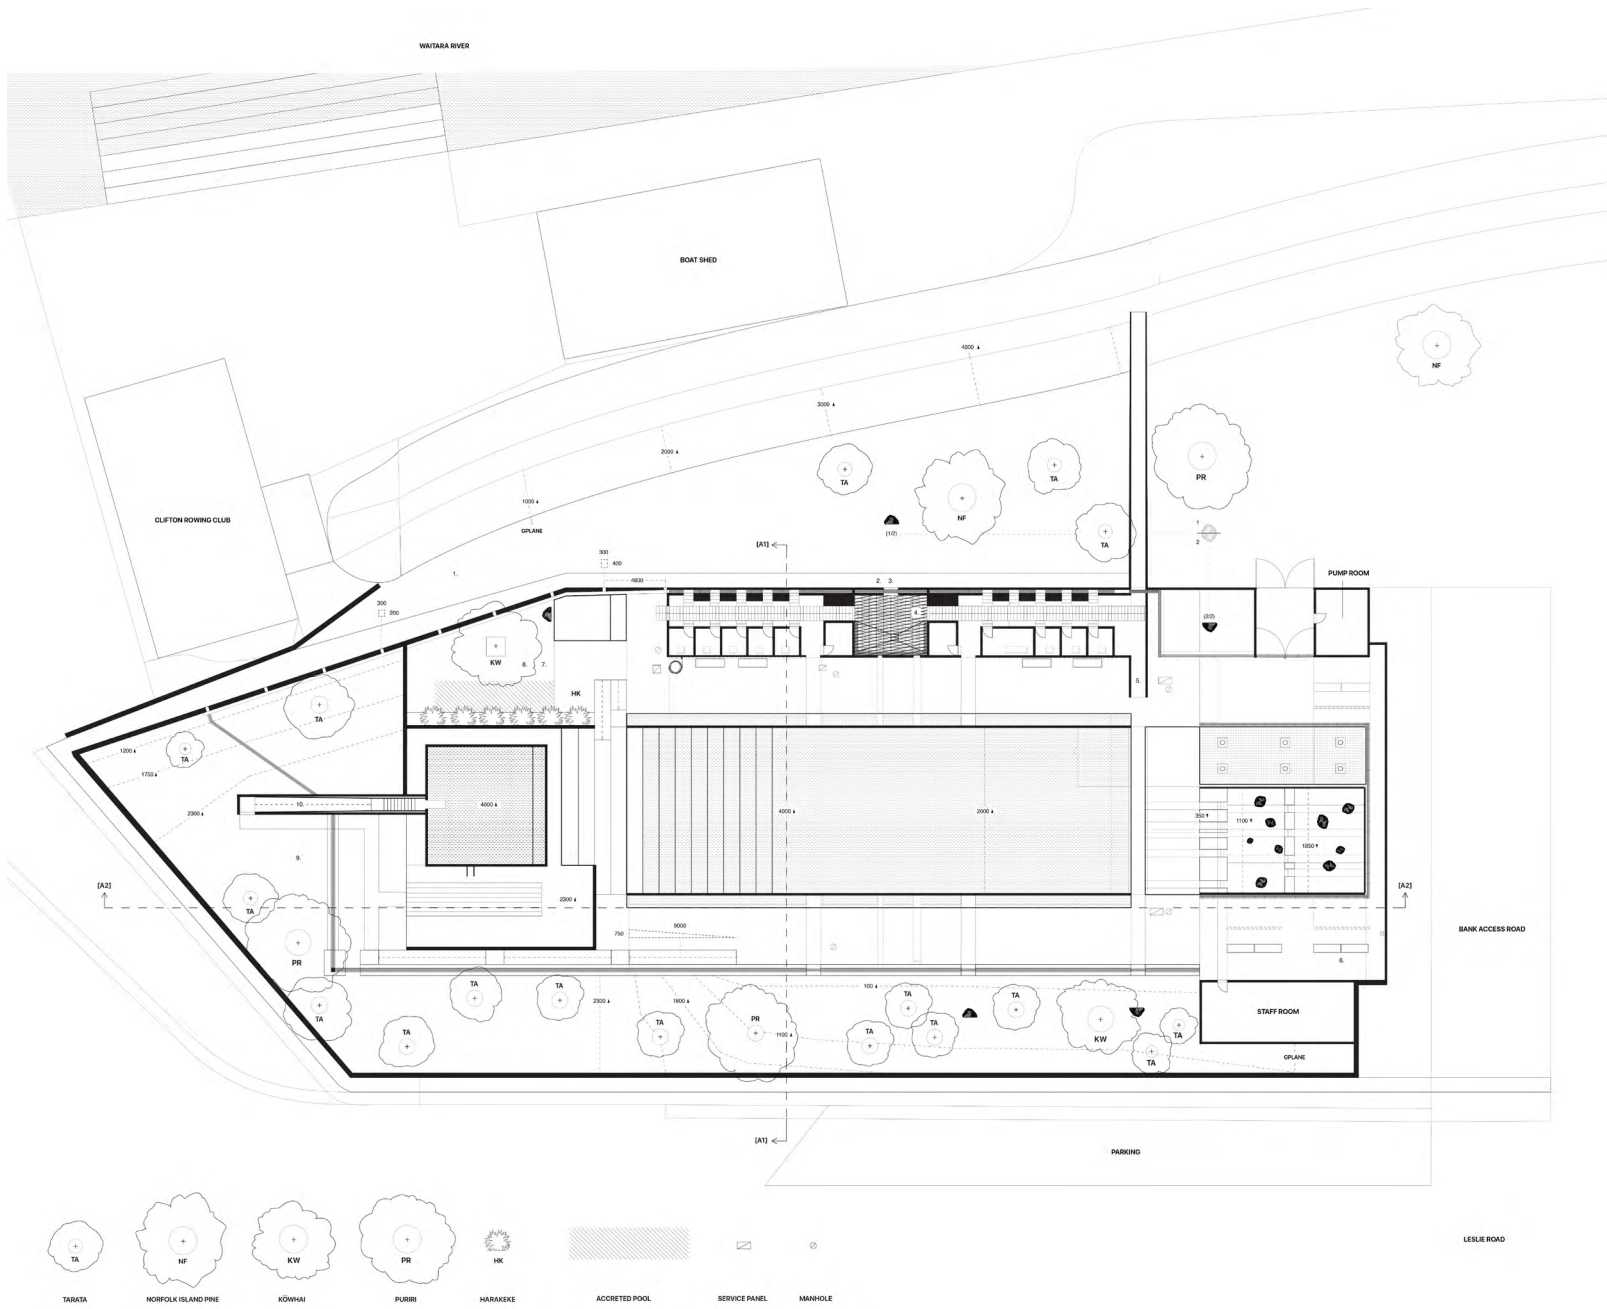 WAITARA RIVER
BOAT SHED
NF
4000
3000
2000
TA
TA
PR
NF
1000
CLIFTON ROWING CLUB
GPLANE
(1/2)
1
2
TA
[A1]
300
400
1.
4800
2. 3.
PUMP ROOM
300
200
4.
(2/2)
KW
8. 7.
5.
HK
TA
1200
TA
1750
4000
10.
2300
4000
2000
350
1100
1850
9.
[A2]
[A2]
TA
2300
9000
750
BANK ACCESS ROAD
PR
6.
TA
TA
100
TA
TA
TA
2300
1800
PR
STAFF ROOM
TA
TA
TA
TA
1100
KW
TA
TA
GPLANE
[A1]
PARKING
LESLIE ROAD
TA
NF
KW
PR
HK
TARATA
NORFOLK ISLAND PINE
KŌWHAI
PURIRI
HARAKEKE
ACCRETED POOL
SERVICE PANEL
MANHOLE